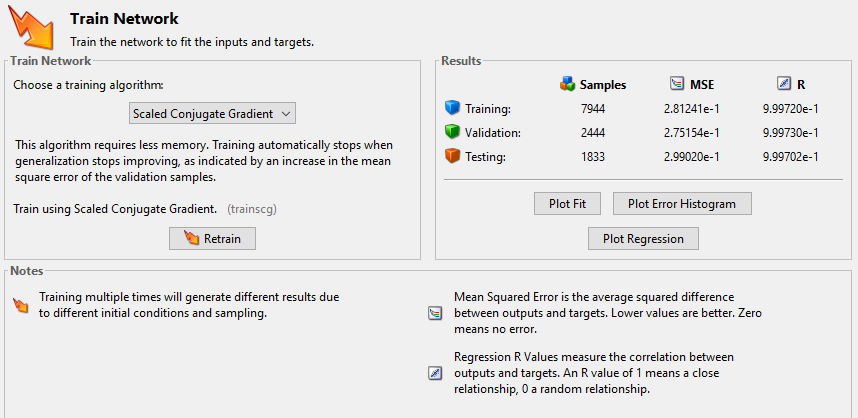 Train Network
Train the network to fit the inputs and targets.
Train Network
Choose a training algorithm:
Scaled Conjugate Gradient
This algorithm requires less memory. Training automatically stops when
generalization stops improving, as indicated by an increase in the mean
square error of the validation samples.
Train using Scaled Conjugate Gradient. (trainscg)
Retrain
Results
Samples MSE R
Training: 7944 2.81241e-1 9.99720e-1
Validation: 2444 2.75154e-1 9.99730e-1
Testing: 1833 2.99020e-1 9.99702e-1
Plot Fit Plot Error Histogram
Plot Regression
Notes
Training multiple times will generate different results due
to different initial conditions and sampling.
Mean Squared Error is the average squared difference
between outputs and targets. Lower values are better. Zero
means no error.
Regression R Values measure the correlation between
outputs and targets. An R value of 1 means a close
relationship, 0 a random relationship.